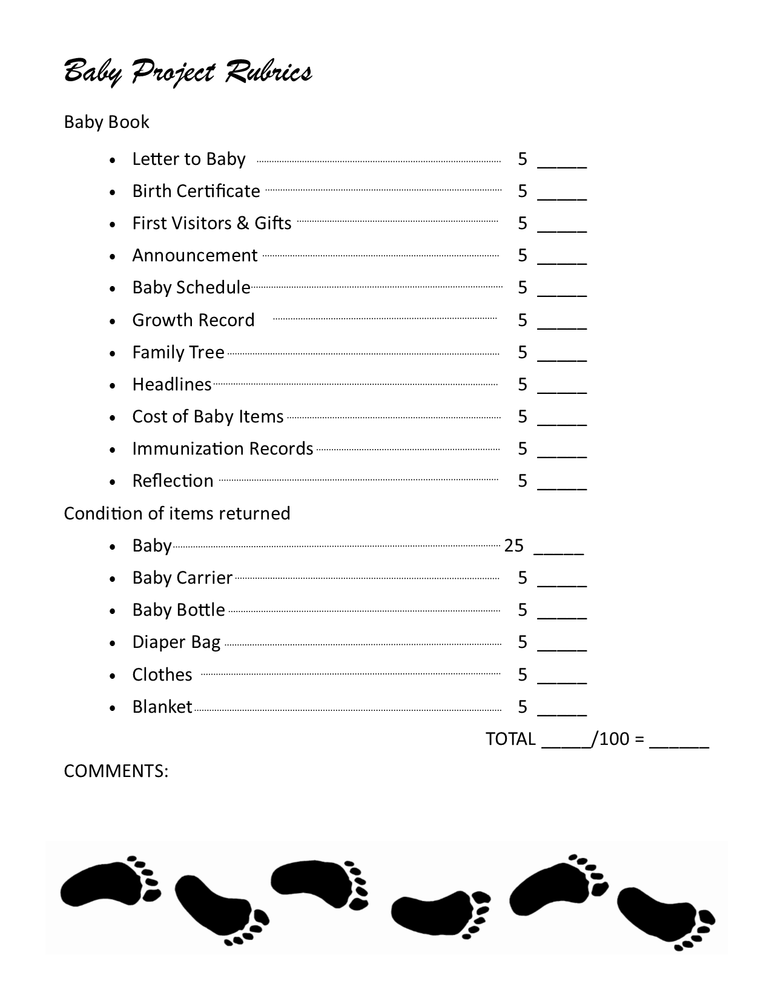 Baby Project Rubrics
Baby Book
• Letter to Baby ........ 5 _____
• Birth Certificate ........ 5 _____
• First Visitors & Gifts ........ 5 _____
• Announcement ........ 5 _____
• Baby Schedule ........ 5 _____
• Growth Record ........ 5 _____
• Family Tree ........ 5 _____
• Headlines ........ 5 _____
• Cost of Baby Items ........ 5 _____
• Immunization Records ........ 5 _____
• Reflection ........ 5 _____
Condition of items returned
• Baby ........ 25 _____
• Baby Carrier ........ 5 _____
• Baby Bottle ........ 5 _____
• Diaper Bag ........ 5 _____
• Clothes ........ 5 _____
• Blanket ........ 5 _____
TOTAL _____/100 = ______
COMMENTS: